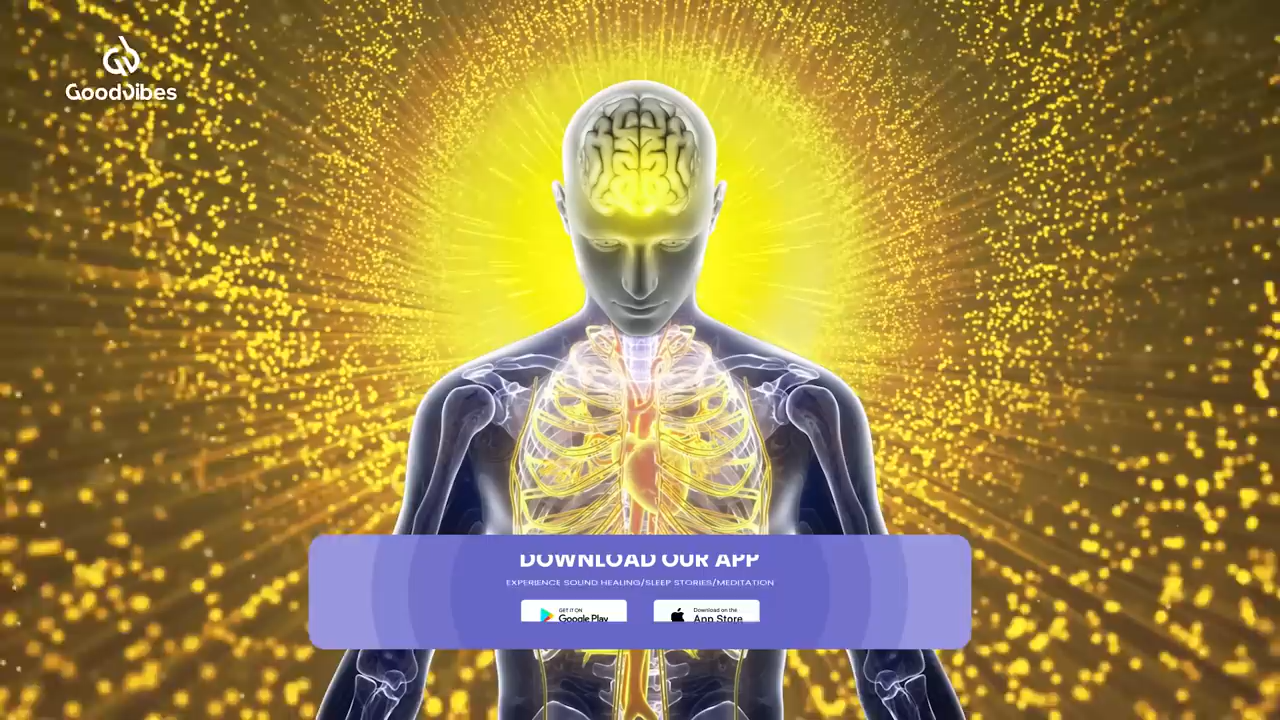 GoodVibes
DOWNLOAD OUR APP
EXPERIENCE SOUND HEALING/SLEEP STORIES/MEDITATION
GET IT ON
Google Play
Download on the
App Store